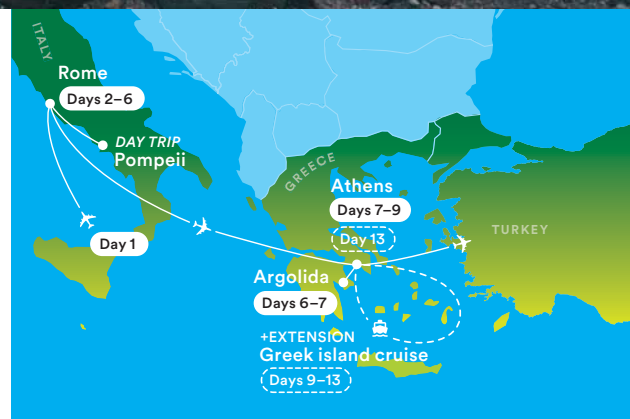 ITALY
Rome
Days 2–6
DAY TRIP
Pompeii
Day 1
GREECE
Athens
Days 7–9
Day 13
TURKEY
Argolida
Days 6–7
+EXTENSION
Greek island cruise
Days 9–13